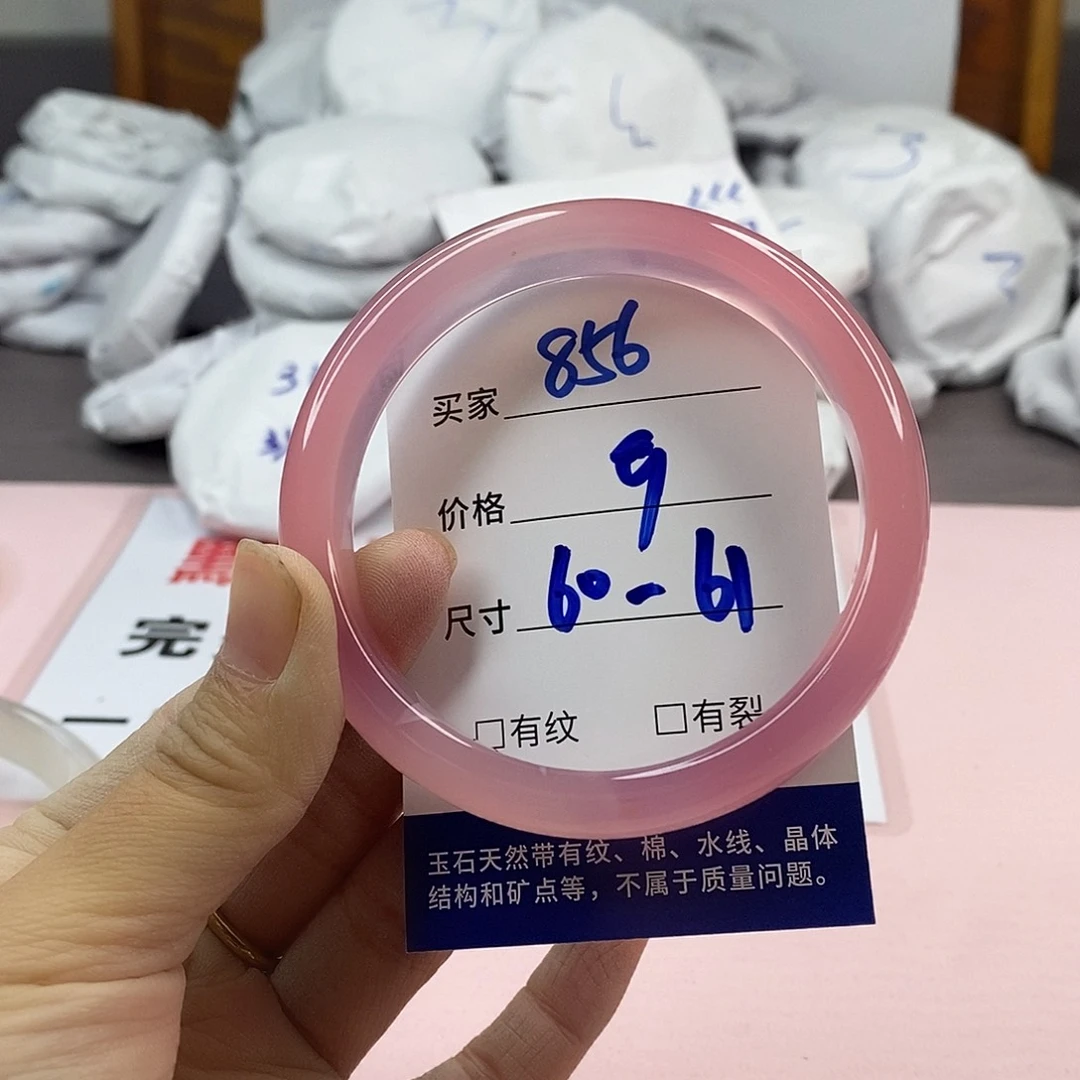 3
买家 856
价格 9
尺寸 60-61
完
一
□有纹 □有裂
玉石天然带有纹、棉、水线、晶体
结构和矿点等，不属于质量问题。